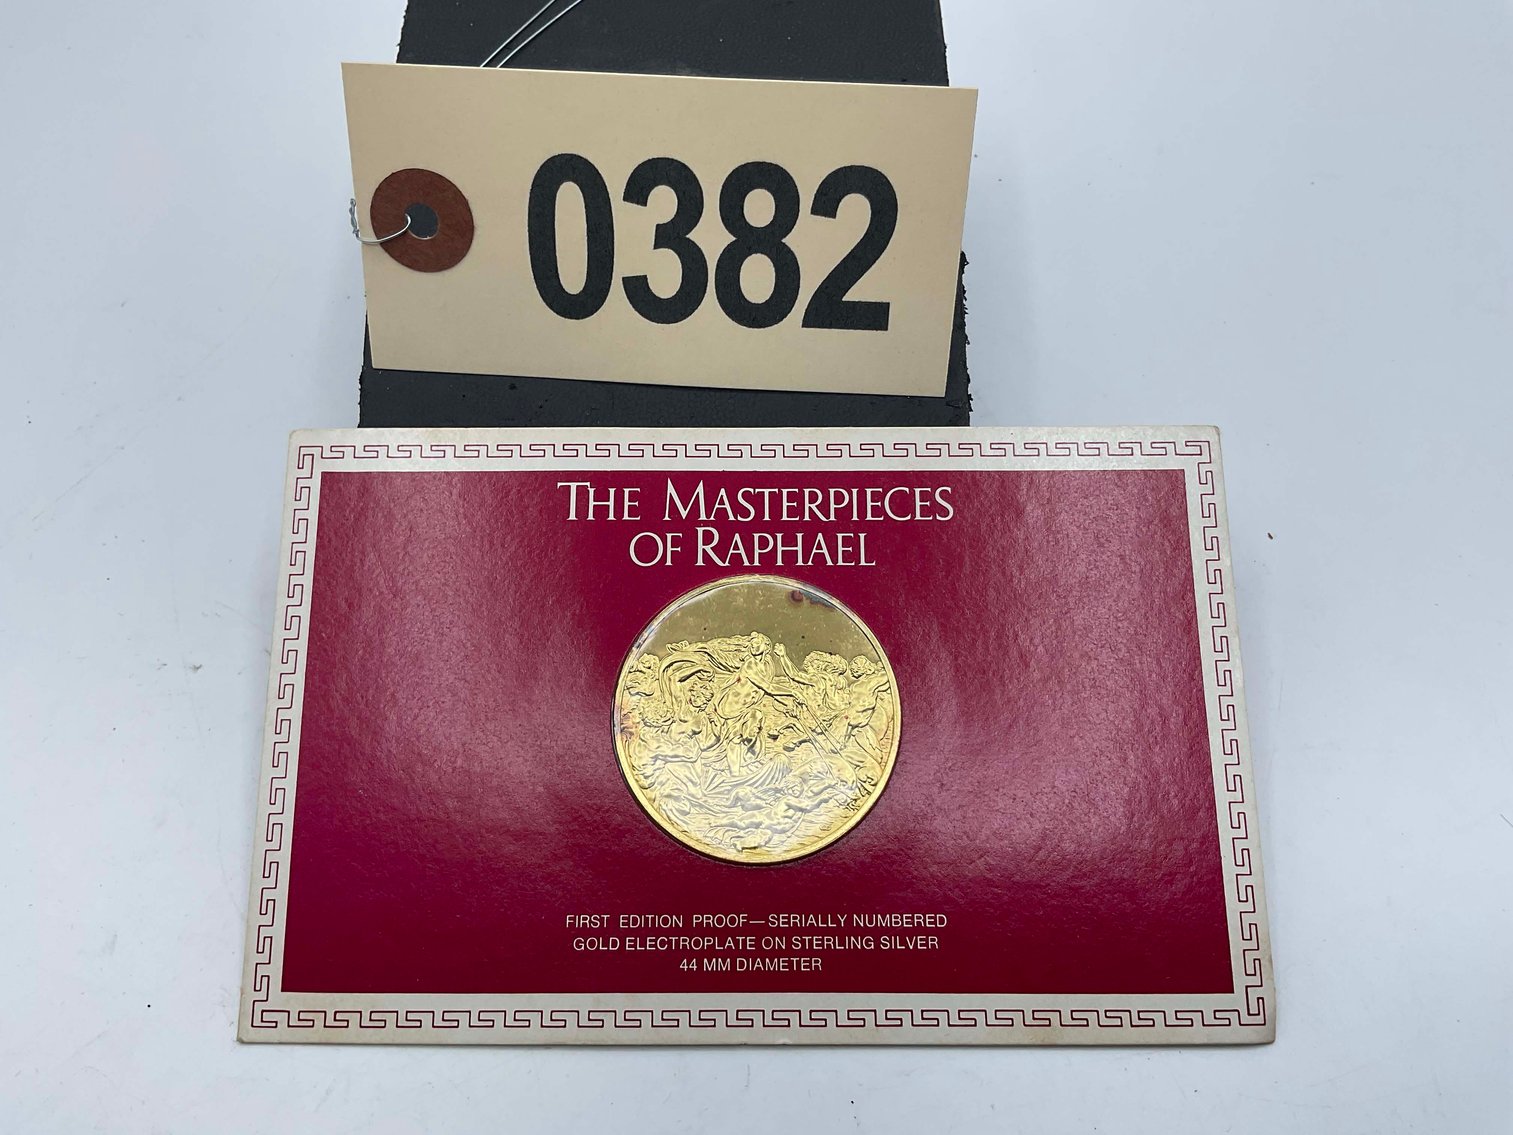 0382
THE MASTERPIECES
OF RAPHAEL
FIRST EDITION PROOF—SERIALLY NUMBERED
GOLD ELECTROPLATE ON STERLING SILVER
44 MM DIAMETER